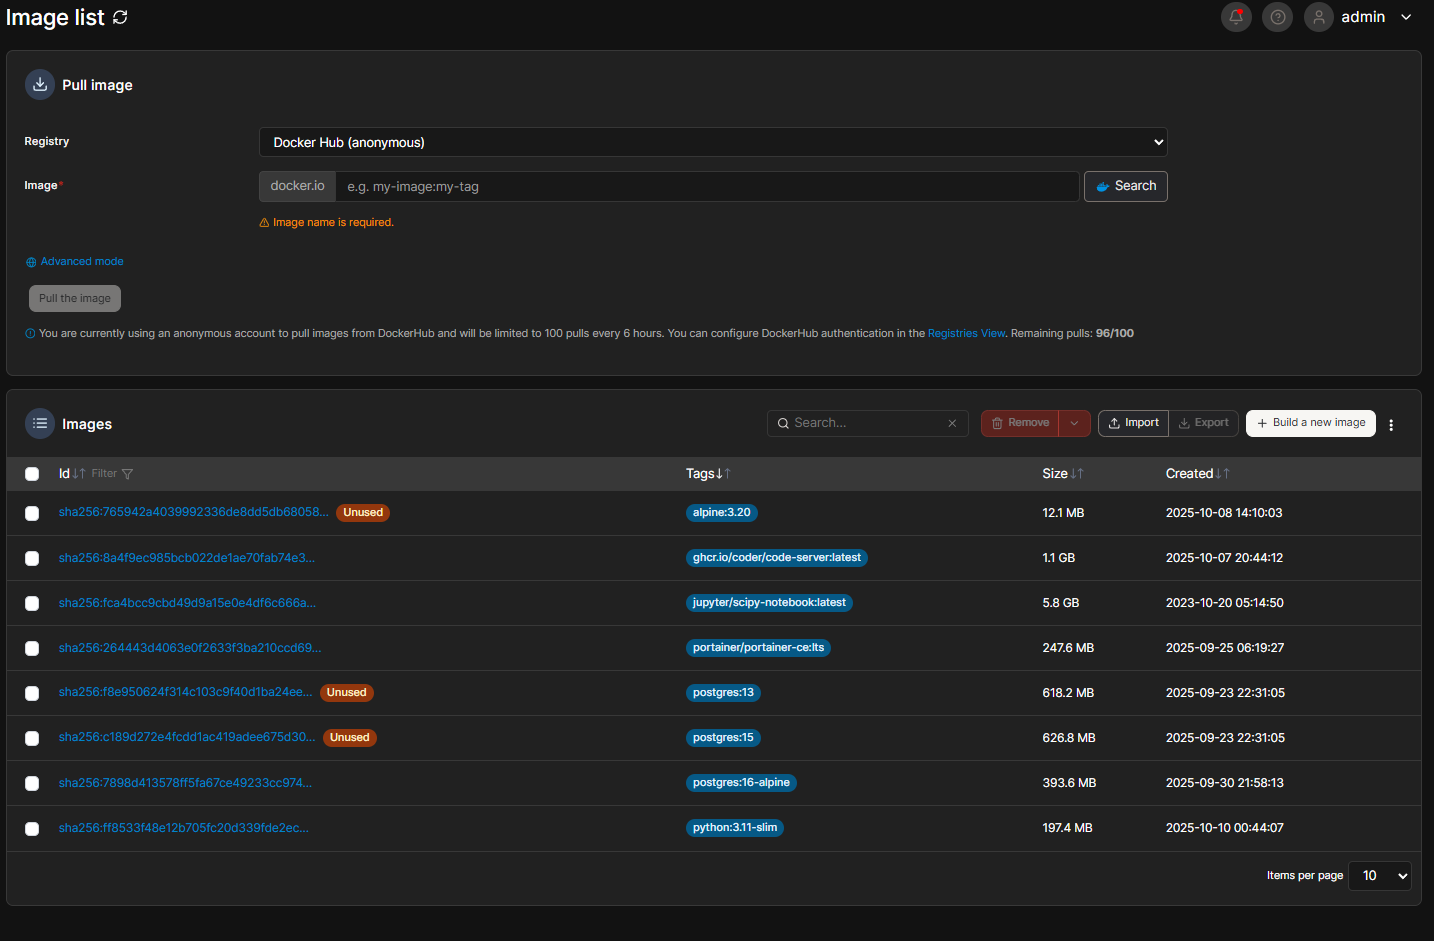 Image list
admin
Pull image
Registry
Docker Hub (anonymous)
Image*
docker.io e.g. my-image:my-tag Search
Image name is required.
Advanced mode
Pull the image
You are currently using an anonymous account to pull images from DockerHub and will be limited to 100 pulls every 6 hours. You can configure DockerHub authentication in the Registries View. Remaining pulls: 96/100
Images Search... Remove Import Export Build a new image
Id Filter Tags Size Created
sha256:765942a4039992336de8dd5db68058... Unused alpine:3.20 12.1 MB 2025-10-08 14:10:03
sha256:8a4f9ec985bcb022de1ae70fab74e3... ghcr.io/coder/code-server:latest 1.1 GB 2025-10-07 20:44:12
sha256:fca4bcc9cbd49d9a15e0e4df6c666a... jupyter/scipy-notebook:latest 5.8 GB 2023-10-20 05:14:50
sha256:264443d4063e0f2633f3ba210ccd69... portainer/portainer-ce:lts 247.6 MB 2025-09-25 06:19:27
sha256:f8e950624f314c103c9f40d1ba24ee... Unused postgres:13 618.2 MB 2025-09-23 22:31:05
sha256:c189d272e4fcdd1ac419adee675d30... Unused postgres:15 626.8 MB 2025-09-23 22:31:05
sha256:7898d413578ff5fa67ce49233cc974... postgres:16-alpine 393.6 MB 2025-09-30 21:58:13
sha256:ff8533f48e12b705fc20d339fde2ec... python:3.11-slim 197.4 MB 2025-10-10 00:44:07
Items per page 10